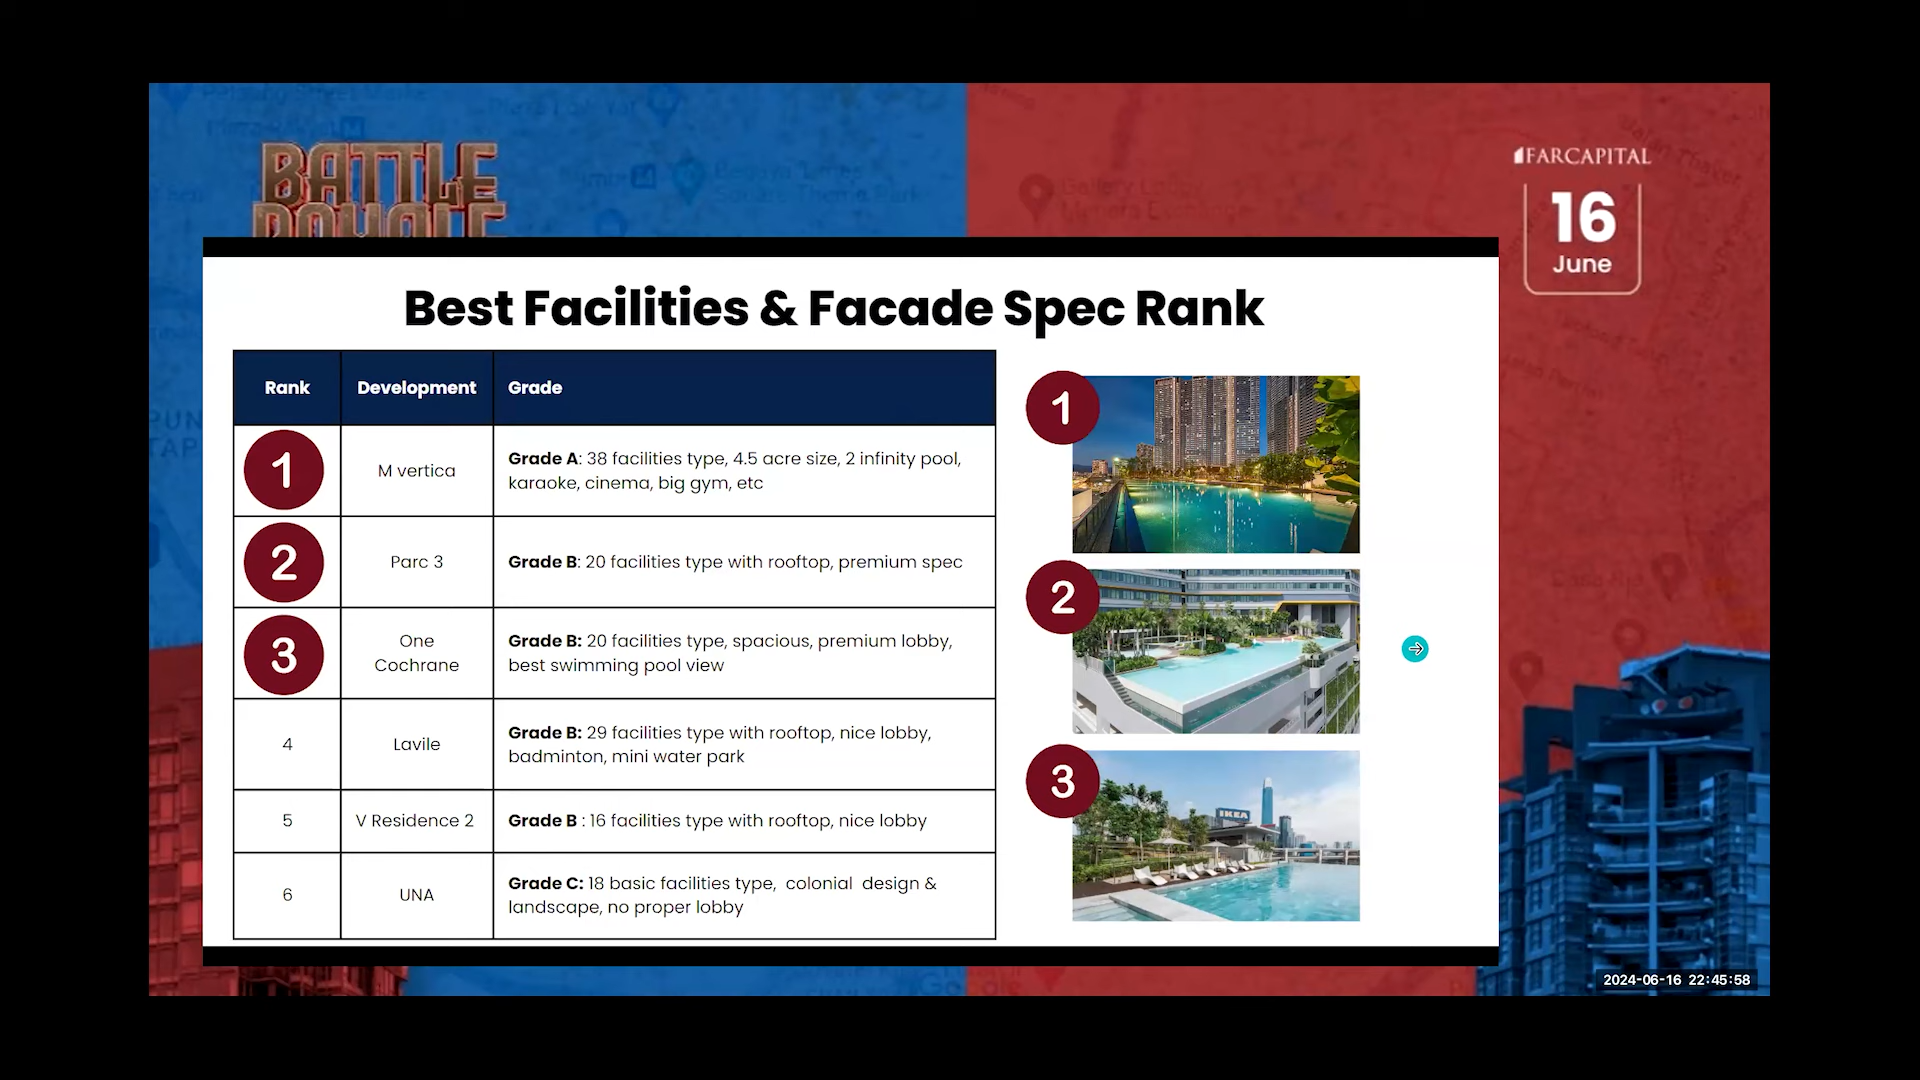 BATTLE
ROYALE
FARCAPITAL
16
June
Best Facilities & Facade Spec Rank
Rank
Development
Grade
1
M vertica
Grade A: 38 facilities type, 4.5 acre size, 2 infinity pool,
karaoke, cinema, big gym, etc
2
Parc 3
Grade B: 20 facilities type with rooftop, premium spec
3
One
Cochrane
Grade B: 20 facilities type, spacious, premium lobby,
best swimming pool view
4
Lavile
Grade B: 29 facilities type with rooftop, nice lobby,
badminton, mini water park
5
V Residence 2
Grade B : 16 facilities type with rooftop, nice lobby
6
UNA
Grade C: 18 basic facilities type, colonial design &
landscape, no proper lobby
1
2
3
IKEA
2024-06-16 22:45:58